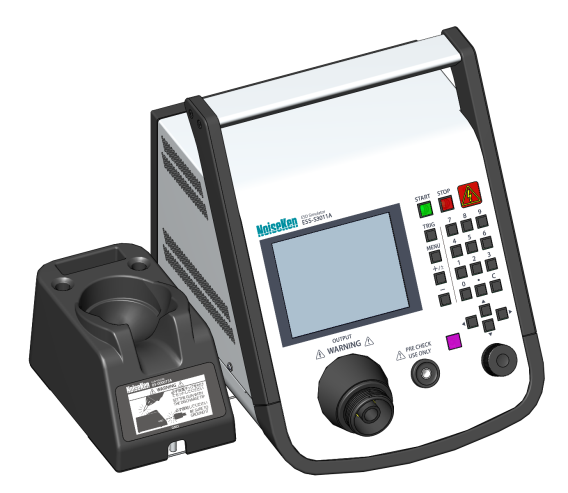 NoiseKen
ESD Simulator
ESS-S3011A
START STOP
TRIG
MENU
+/-
−
7 8 9
4 5 6
1 2 3
0 . C
OUTPUT
⚠ WARNING ⚠
⚠ PRE CHECK
USE ONLY
NoiseKen
⚠ WARNING ⚠